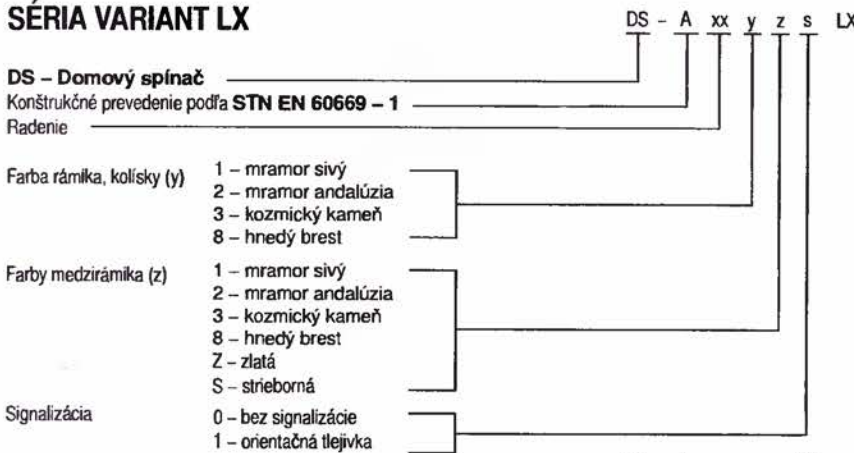 SÉRIA VARIANT LX
DS – A xx y z s LX
DS – Domový spínač
Konštrukčné prevedenie podľa STN EN 60669 – 1
Radenie
Farba rámika, kolísky (y)
1 – mramor sivý
2 – mramor andalúzia
3 – kozmický kameň
8 – hnedý brest
Farby medzirámika (z)
1 – mramor sivý
2 – mramor andalúzia
3 – kozmický kameň
8 – hnedý brest
Z – zlatá
S – strieborná
Signalizácia
0 – bez signalizácie
1 – orientačná tlejivka